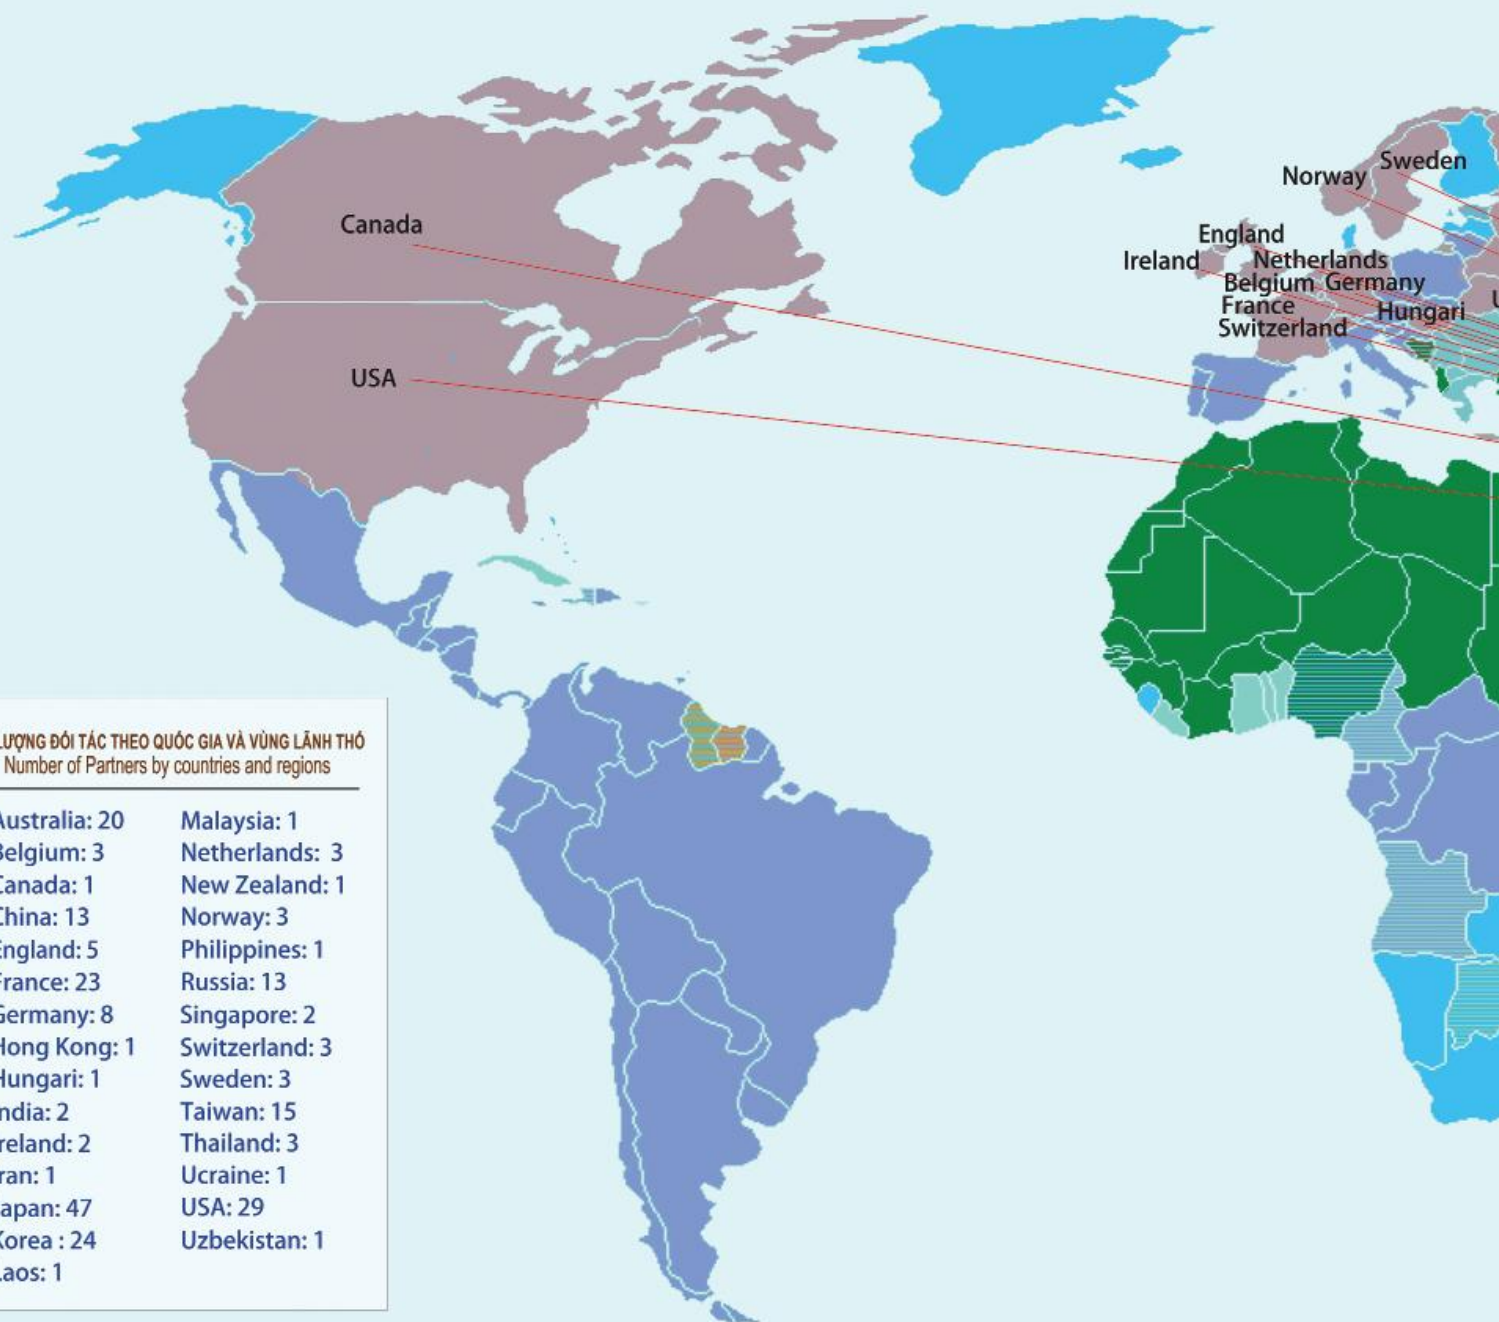 Sweden
Norway
England
Ireland
Netherlands
Belgium Germany
France
Hungari
Switzerland
Canada
USA
LƯỢNG ĐỐI TÁC THEO QUỐC GIA VÀ VÙNG LÃNH THỔ
Number of Partners by countries and regions
Australia: 20
Belgium: 3
Canada: 1
China: 13
England: 5
France: 23
Germany: 8
Hong Kong: 1
Hungari: 1
India: 2
Ireland: 2
Iran: 1
Japan: 47
Korea : 24
Laos: 1
Malaysia: 1
Netherlands: 3
New Zealand: 1
Norway: 3
Philippines: 1
Russia: 13
Singapore: 2
Switzerland: 3
Sweden: 3
Taiwan: 15
Thailand: 3
Ucraine: 1
USA: 29
Uzbekistan: 1